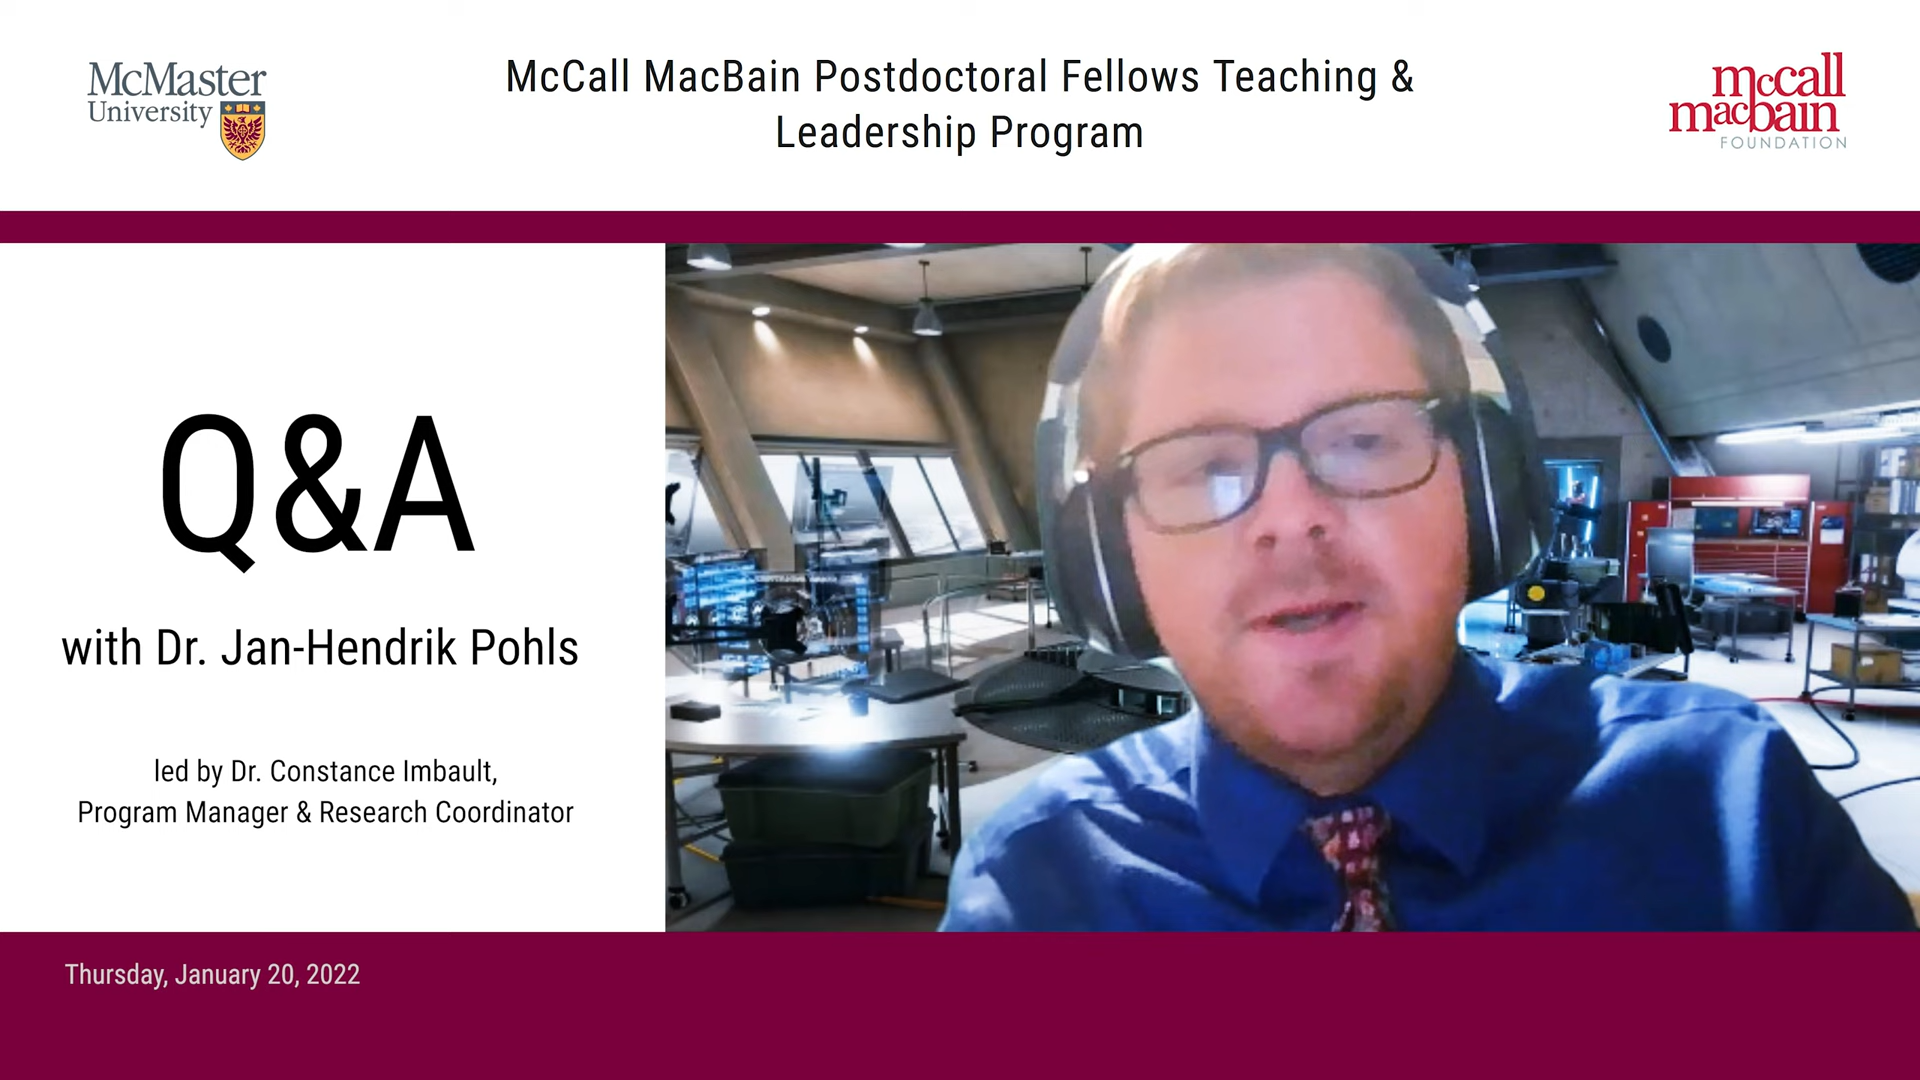 McMaster
University
McCall MacBain Postdoctoral Fellows Teaching &
Leadership Program
mccall
macbain
FOUNDATION
Q&A
with Dr. Jan-Hendrik Pohls
led by Dr. Constance Imbault,
Program Manager & Research Coordinator
Thursday, January 20, 2022